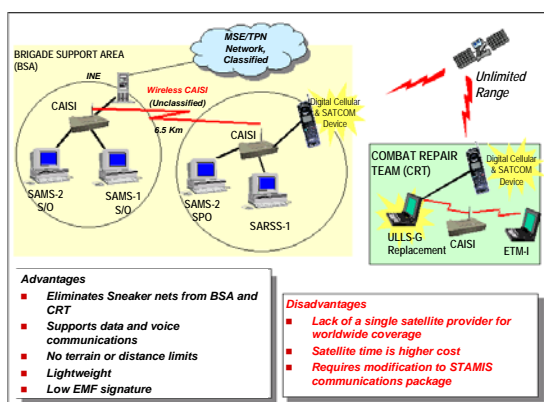 MSE/TPN
Network,
Classified
BRIGADE SUPPORT AREA
(BSA)
INE
Wireless CAISI
(Unclassified)
6.5 Km
CAISI
SAMS-2
S/O
SAMS-1
S/O
Digital Cellular
& SATCOM
Device
CAISI
SAMS-2
SPO
SARSS-1
Unlimited
Range
COMBAT REPAIR
TEAM (CRT)
Digital Cellular
& SATCOM
Device
ULLS-G
Replacement
CAISI
ETM-I
Advantages
Eliminates Sneaker nets from BSA and
CRT
Supports data and voice
communications
No terrain or distance limits
Lightweight
Low EMF signature
Disadvantages
Lack of a single satellite provider for
worldwide coverage
Satellite time is higher cost
Requires modification to STAMIS
communications package